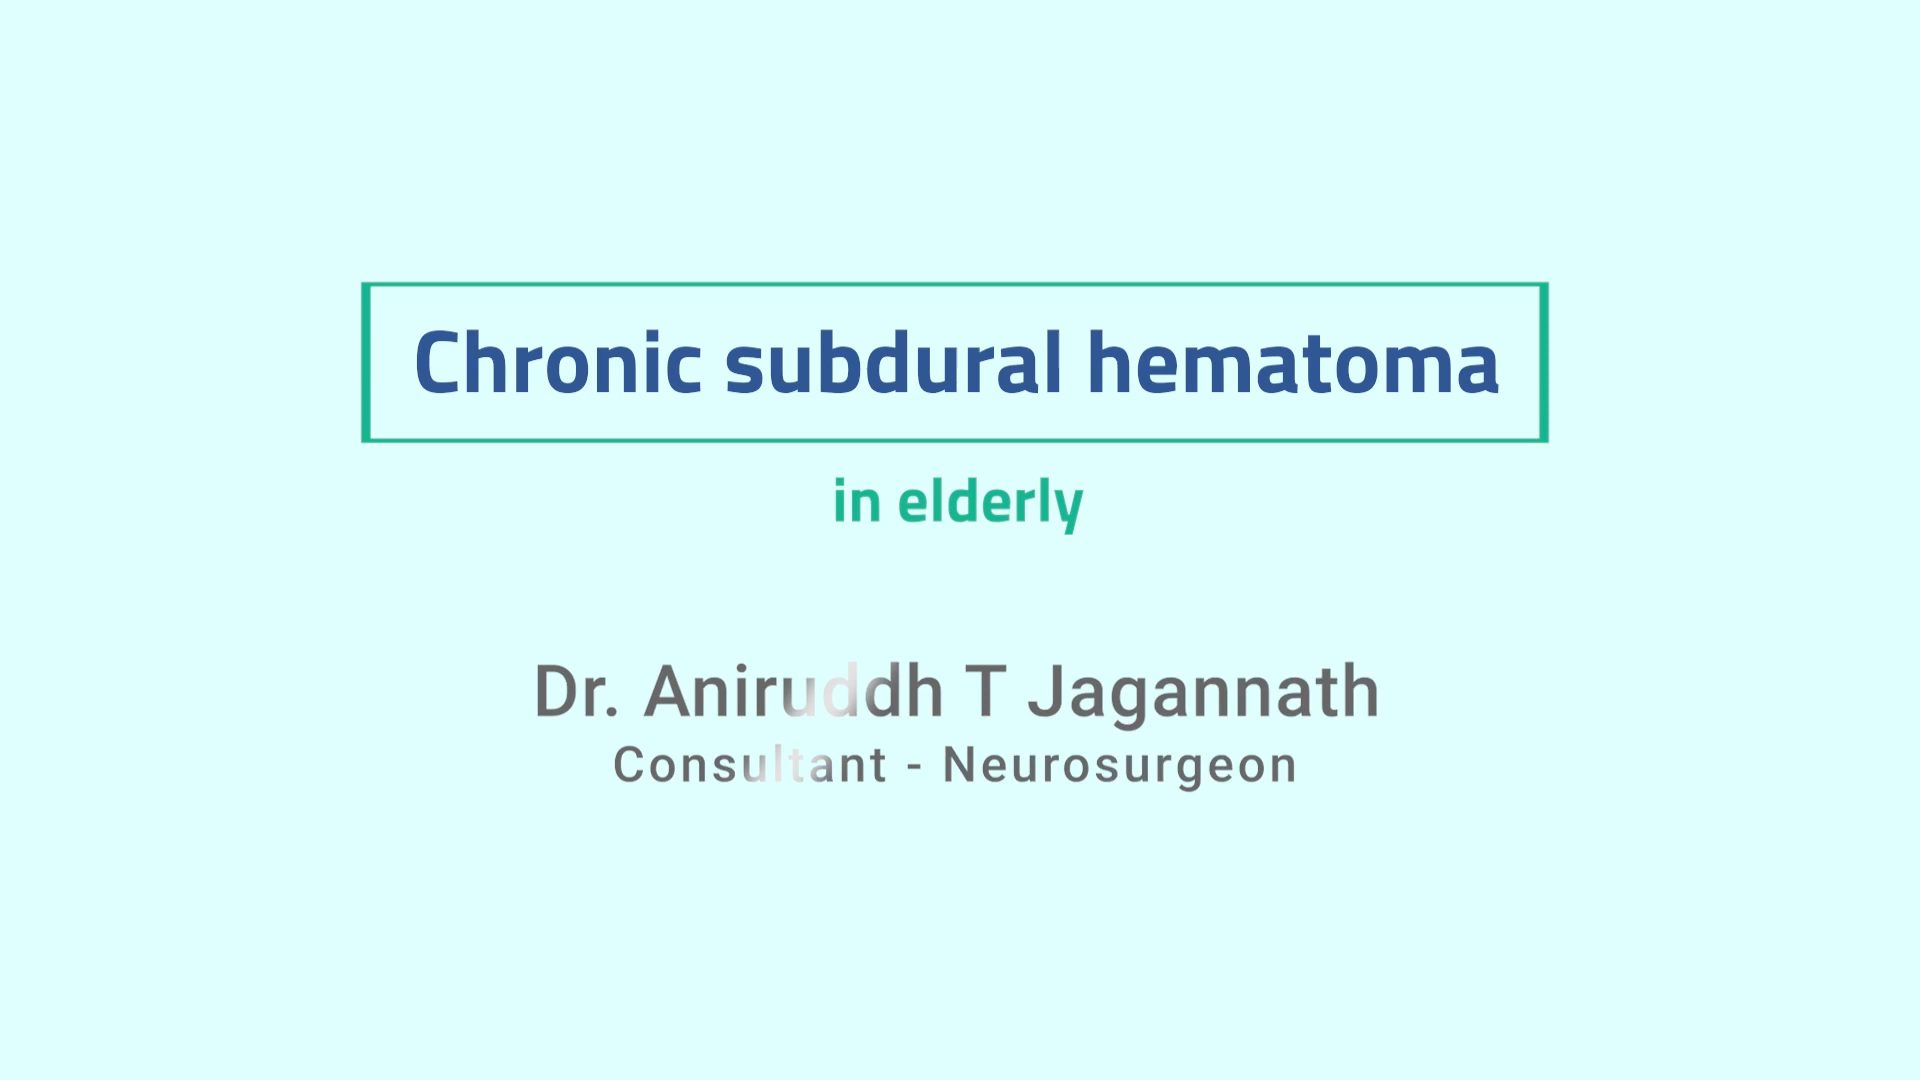 Chronic subdural hematoma
in elderly
Dr. Aniruddh T Jagannath
Consultant - Neurosurgeon